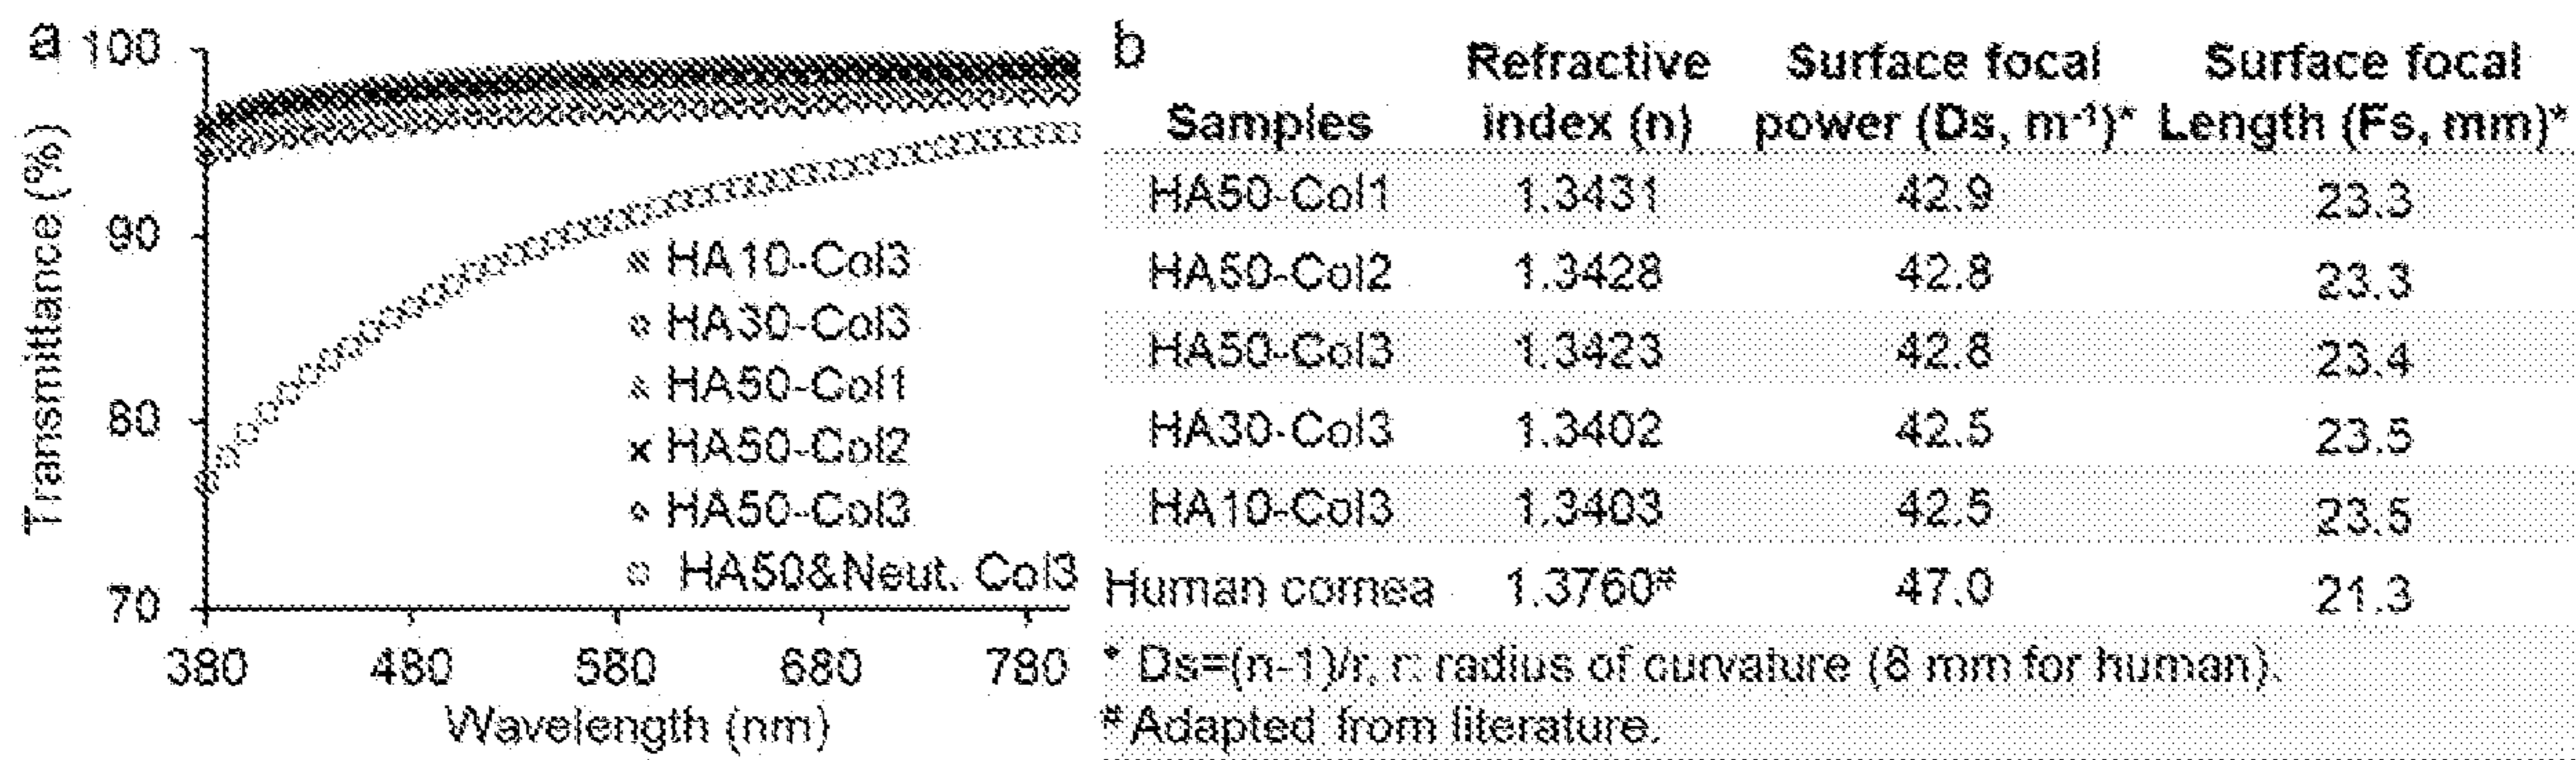 a
100
90
80
70
Transmittance (%)
380 480 580 680 780
Wavelength (nm)
HA10-Col3
HA30-Col3
HA50-Col1
HA50-Col2
HA50-Col3
HA50&Neut. Col3
b
Samples Refractive index (n) Surface focal power (Ds, m-1)* Surface focal Length (Fs, mm)*
HA50-Col1 1.3431 42.9 23.3
HA50-Col2 1.3428 42.8 23.3
HA50-Col3 1.3423 42.8 23.4
HA30-Col3 1.3402 42.5 23.5
HA10-Col3 1.3403 42.5 23.5
Human cornea 1.3760# 47.0 21.3
* Ds=(n-1)/r, r: radius of curvature (8 mm for human).
# Adapted from literature.